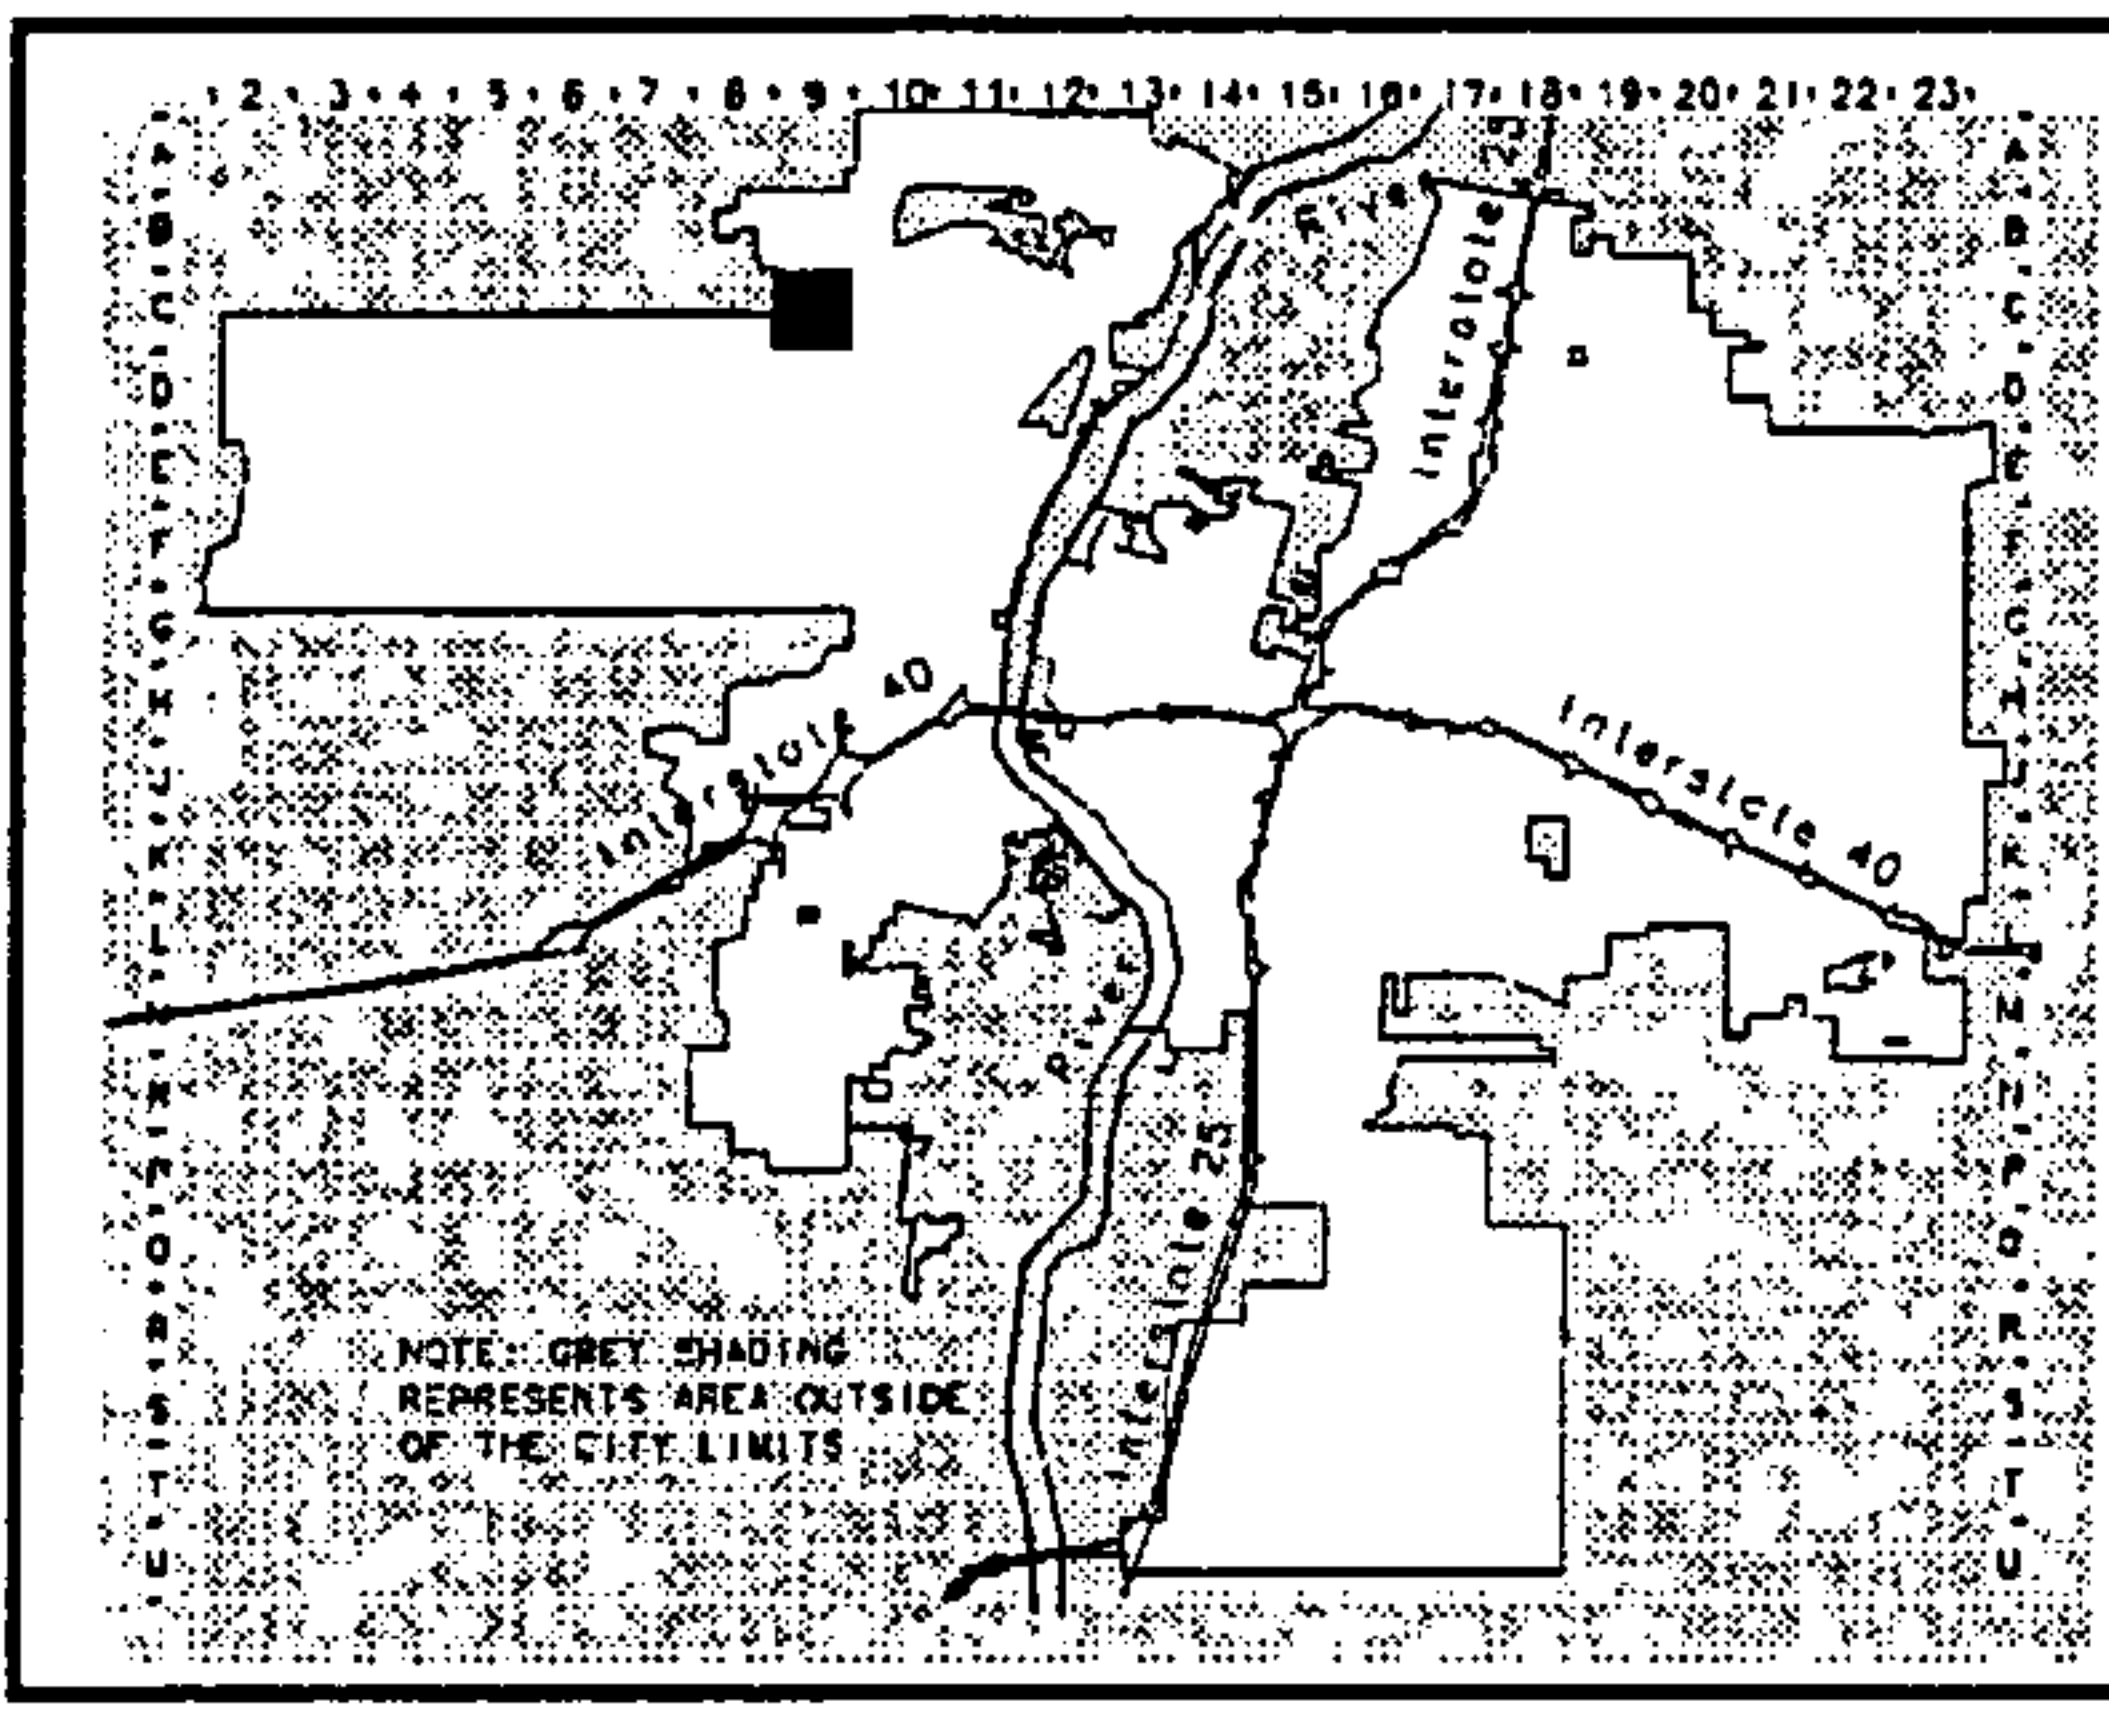 2 3 4 5 6 7 8 9 10 11 12 13 14 15 16 17 18 19 20 21 22 23
A A
B B
C C
D D
E E
F F
G G
H H
J J
K K
L L
M M
N N
P P
Q Q
R R
S S
T T
U U
River
Interstate 25
Interstate 40
Interstate 40
River
Interstate 25
NOTE: GREY SHADING
REPRESENTS AREA OUTSIDE
OF THE CITY LIMITS